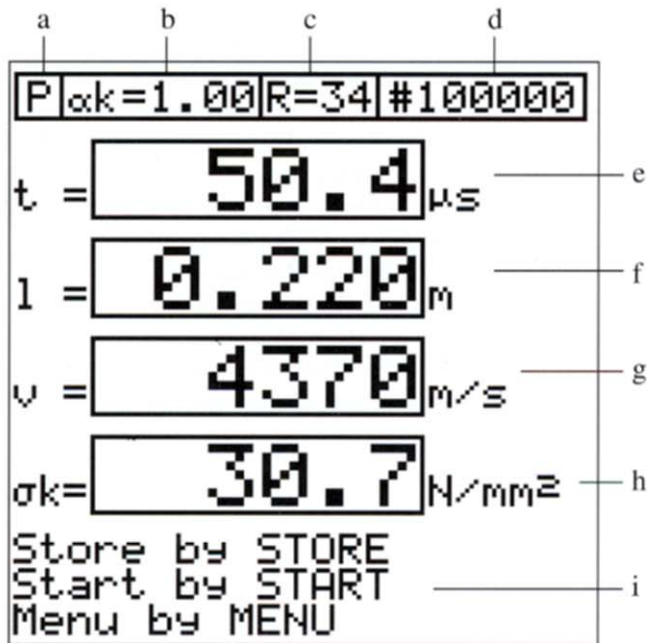 a b c d
P αk=1.00 R=34 #100000
t = 50.4 µs e
l = 0.220 m f
v = 4370 m/s g
σk= 30.7 N/mm² h
Store by STORE
Start by START i
Menu by MENU